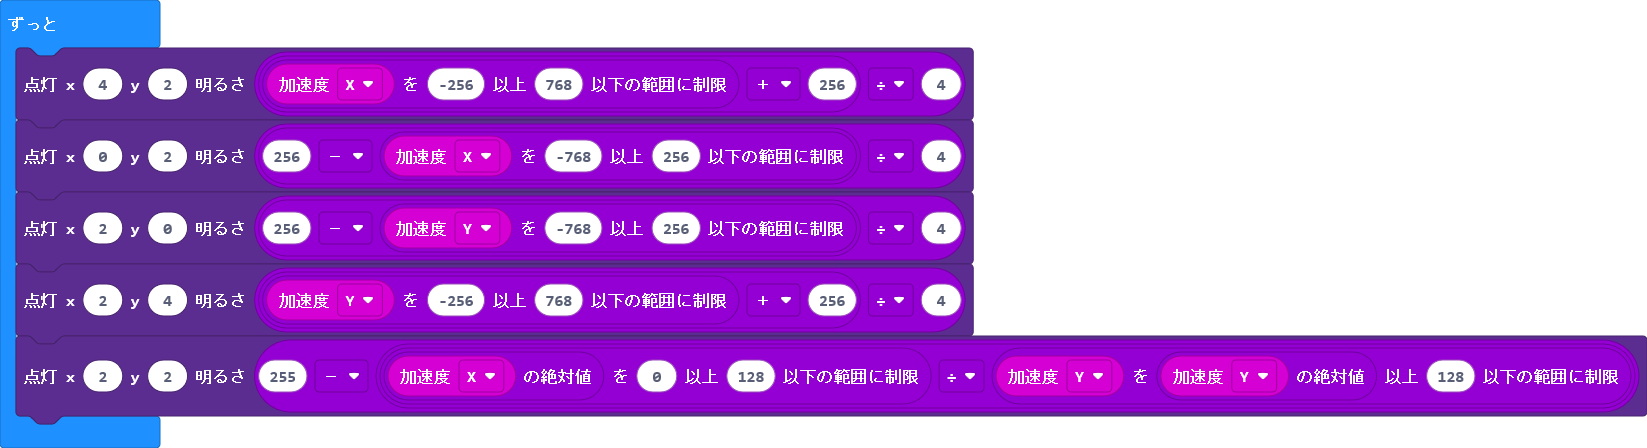 ずっと
点灯 x 4 y 2 明るさ 加速度 X を -256 以上 768 以下の範囲に制限 + 256 ÷ 4
点灯 x 0 y 2 明るさ 256 - 加速度 X を -768 以上 256 以下の範囲に制限 ÷ 4
点灯 x 2 y 0 明るさ 256 - 加速度 Y を -768 以上 256 以下の範囲に制限 ÷ 4
点灯 x 2 y 4 明るさ 加速度 Y を -256 以上 768 以下の範囲に制限 + 256 ÷ 4
点灯 x 2 y 2 明るさ 255 - 加速度 X の絶対値 を 0 以上 128 以下の範囲に制限 ÷ 加速度 Y を 加速度 Y の絶対値 以上 128 以下の範囲に制限